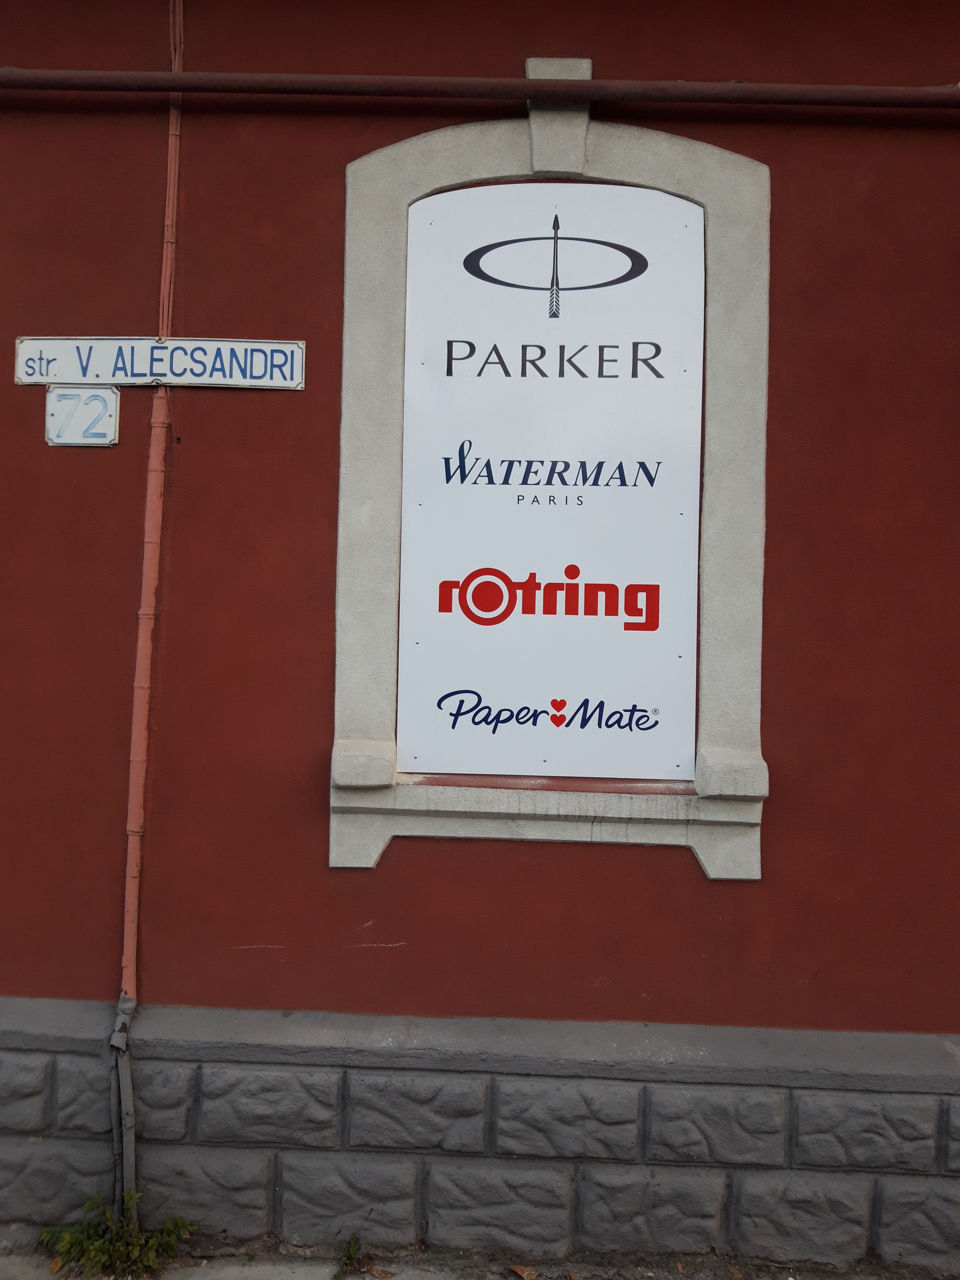 str. V. ALECSANDRI
72
PARKER
WATERMAN
PARIS
rotring
Paper Mate®